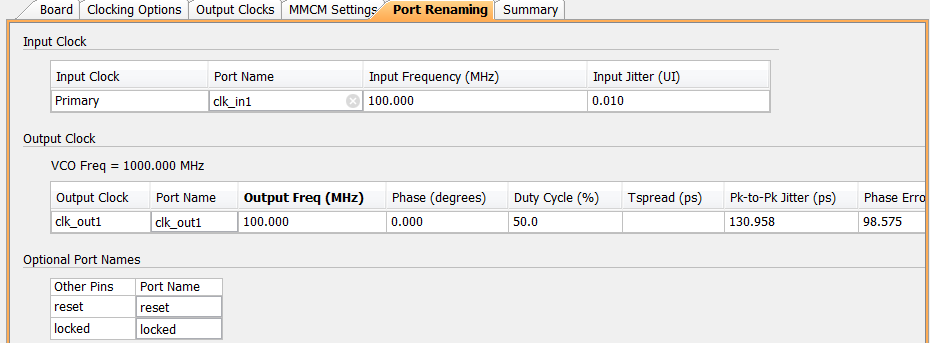 Board Clocking Options Output Clocks MMCM Settings Port Renaming Summary
Input Clock
Input Clock Port Name Input Frequency (MHz) Input Jitter (UI)
Primary clk_in1 100.000 0.010
Output Clock
VCO Freq = 1000.000 MHz
Output Clock Port Name Output Freq (MHz) Phase (degrees) Duty Cycle (%) Tspread (ps) Pk-to-Pk Jitter (ps) Phase Erro
clk_out1 clk_out1 100.000 0.000 50.0 130.958 98.575
Optional Port Names
Other Pins Port Name
reset reset
locked locked